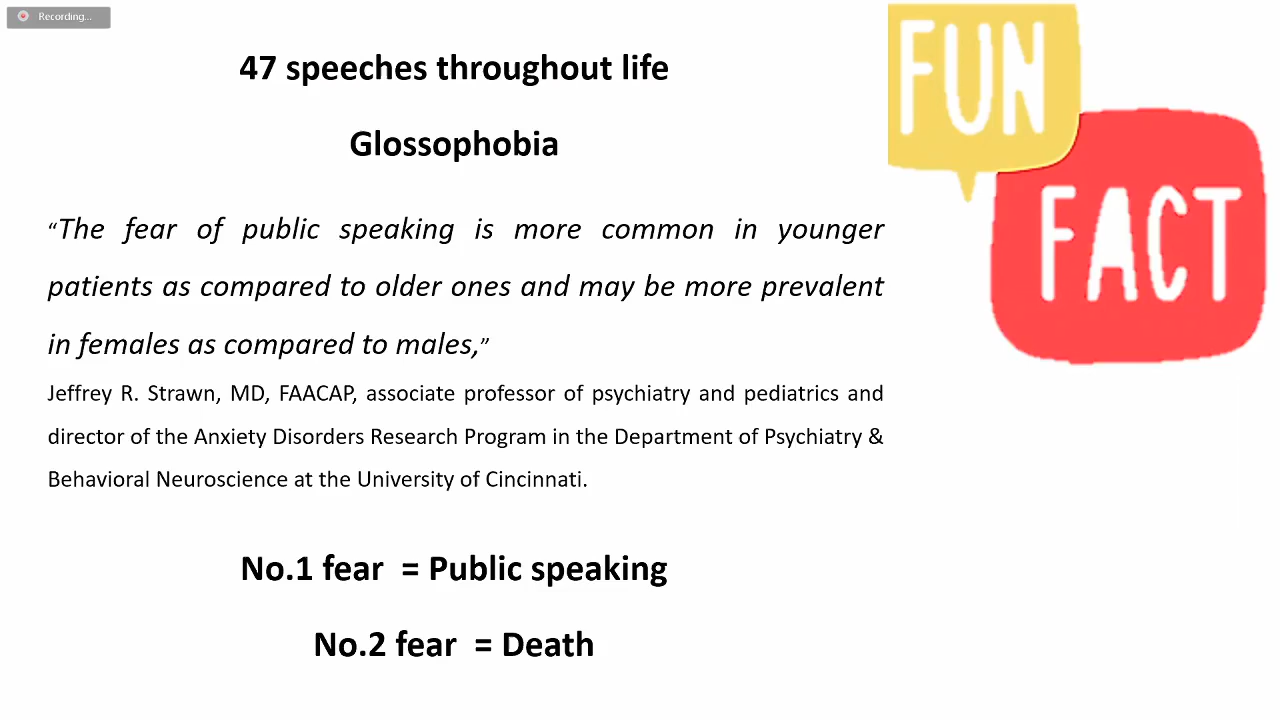 Recording...
47 speeches throughout life
Glossophobia
“The fear of public speaking is more common in younger
patients as compared to older ones and may be more prevalent
in females as compared to males,”
Jeffrey R. Strawn, MD, FAACAP, associate professor of psychiatry and pediatrics and
director of the Anxiety Disorders Research Program in the Department of Psychiatry &
Behavioral Neuroscience at the University of Cincinnati.
No.1 fear = Public speaking
No.2 fear = Death
FUN
FACT